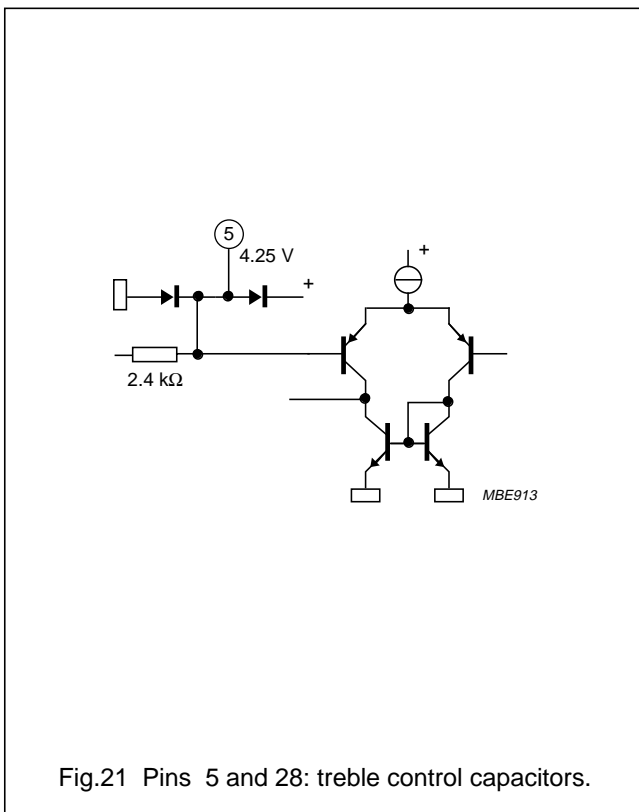 5
4.25 V
+
+
2.4 kΩ
MBE913
Fig.21 Pins 5 and 28: treble control capacitors.